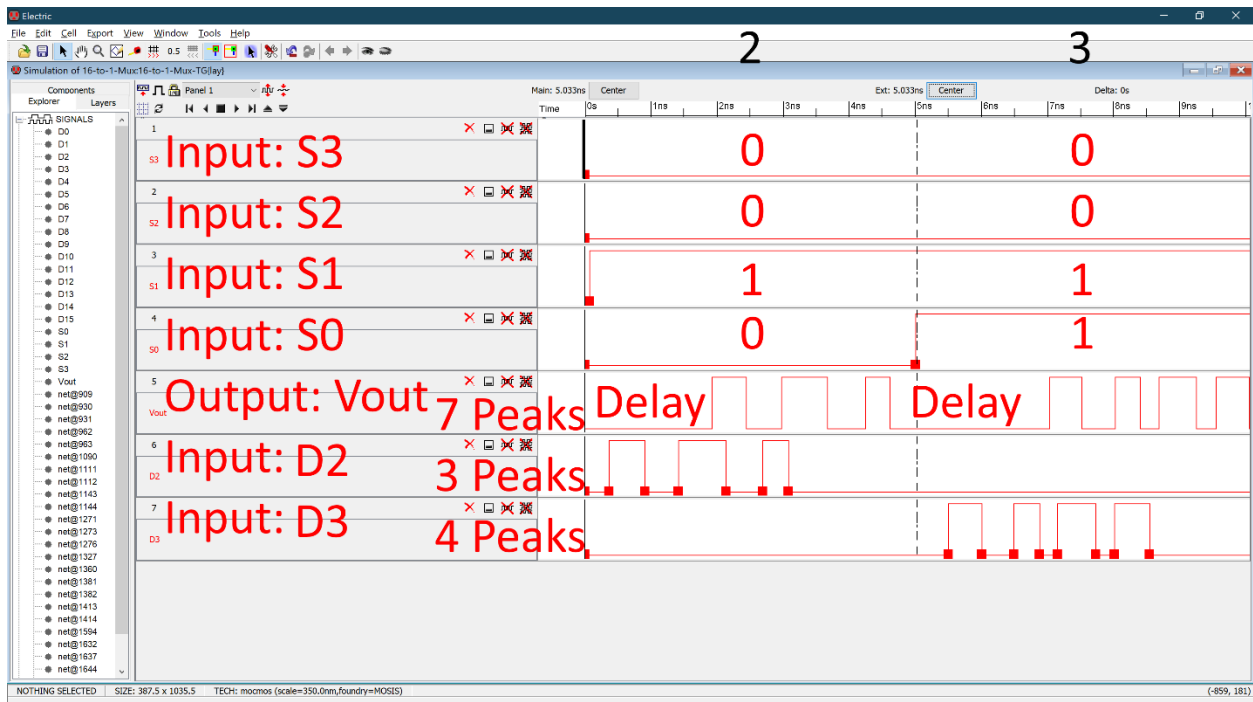 Electric
File Edit Cell Export View Window Tools Help
0.5
2 3
Simulation of 16-to-1-Mux:16-to-1-Mux-TG{lay}
Components
Explorer Layers
SIGNALS
D0
D1
D2
D3
D4
D5
D6
D7
D8
D9
D10
D11
D12
D13
D14
D15
S0
S1
S2
S3
Vout
net@909
net@930
net@931
net@962
net@963
net@1090
net@1111
net@1112
net@1143
net@1144
net@1271
net@1273
net@1276
net@1327
net@1360
net@1381
net@1382
net@1413
net@1414
net@1594
net@1632
net@1637
net@1644
Panel 1 Main: 5.033ns Center Ext: 5.033ns Center Delta: 0s
Time 0s 1ns 2ns 3ns 4ns 5ns 6ns 7ns 8ns 9ns
1
S3 Input: S3 0 0
2
S2 Input: S2 0 0
3
S1 Input: S1 1 1
4
S0 Input: S0 0 1
5
Vout Output: Vout 7 Peaks Delay Delay
6
D2 Input: D2 3 Peaks
7
D3 Input: D3 4 Peaks
NOTHING SELECTED SIZE: 387.5 x 1035.5 TECH: mocmos (scale=350.0nm,foundry=MOSIS) (-859, 181)